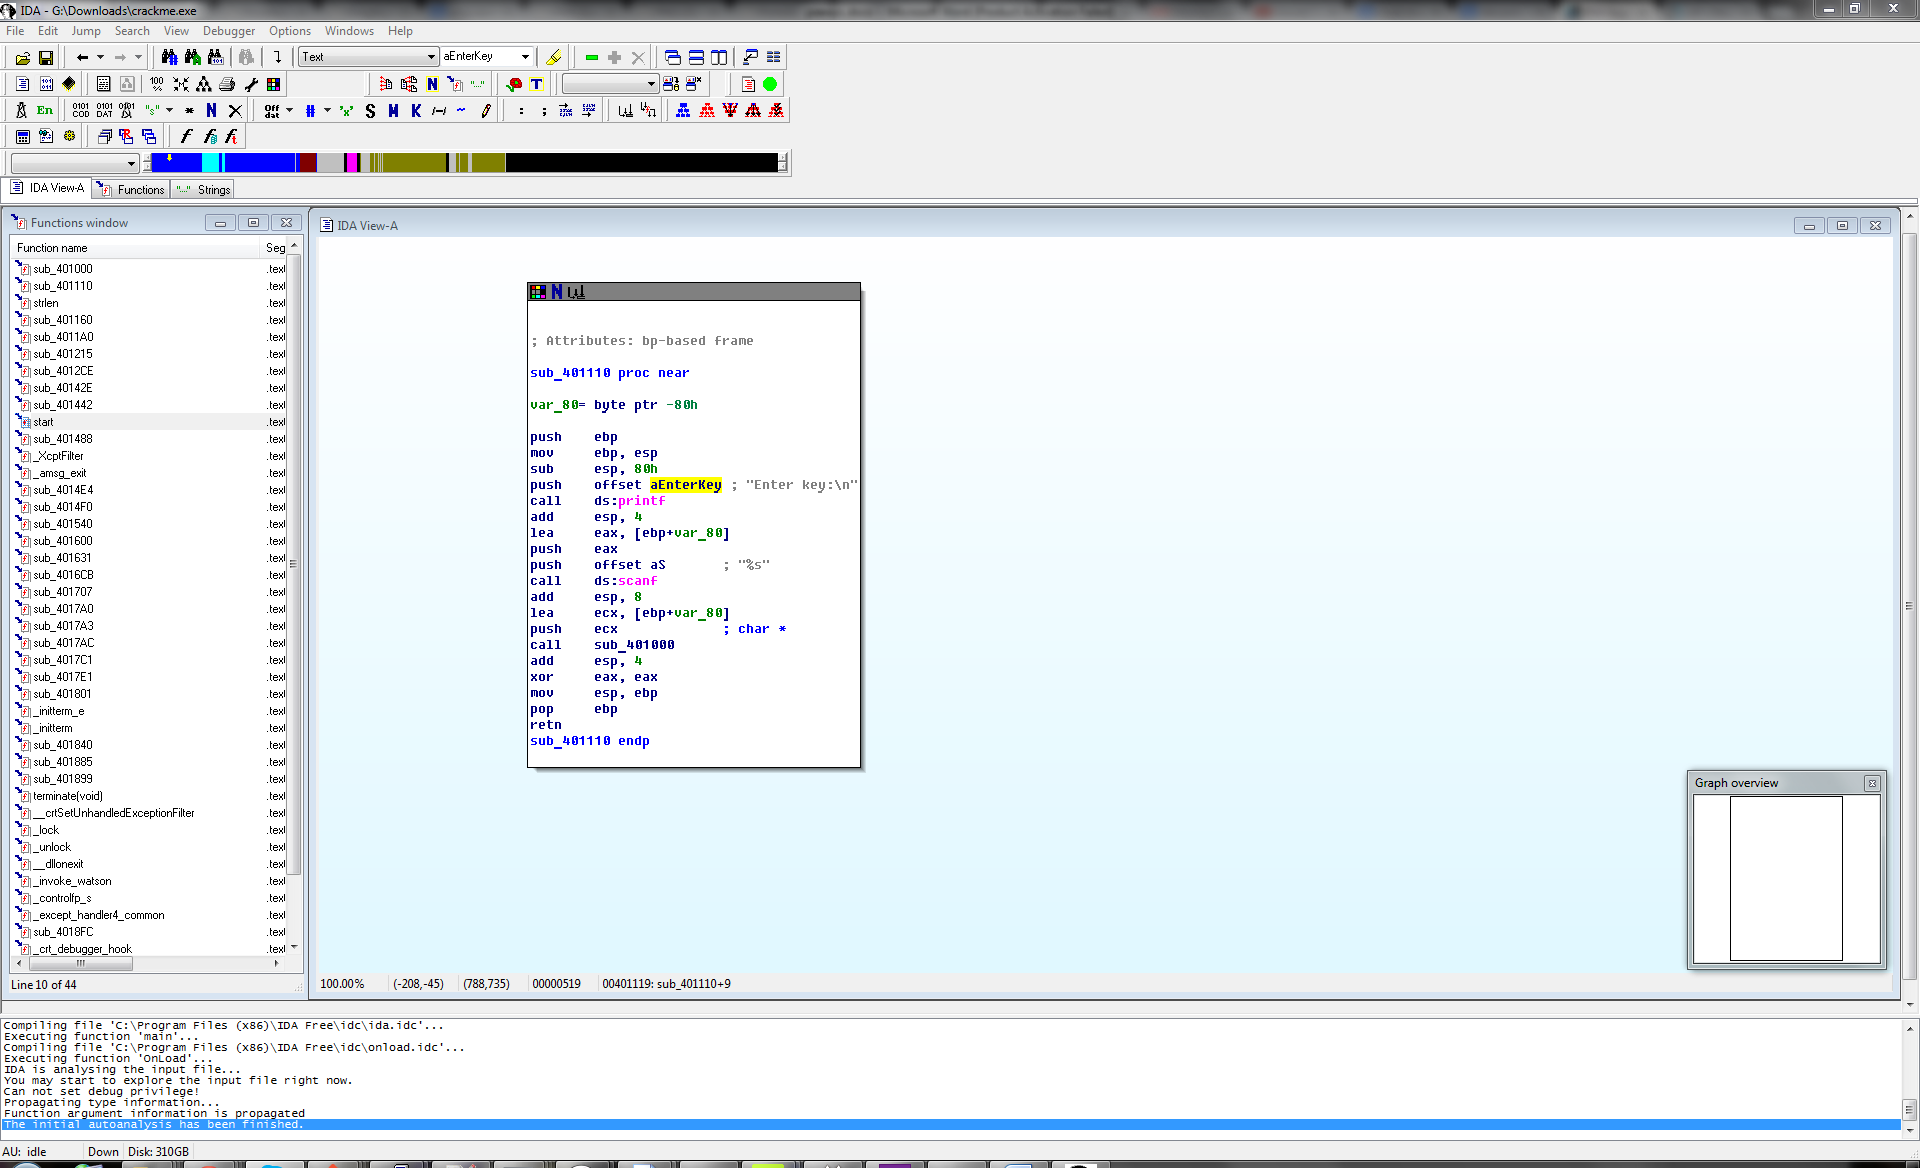 IDA - G:\Downloads\crackme.exe
File Edit Jump Search View Debugger Options Windows Help
Text aEnterKey
IDA View-A Functions Strings
Functions window
Function name Seg
sub_401000 .text
sub_401110 .text
strlen .text
sub_401160 .text
sub_4011A0 .text
sub_401215 .text
sub_4012CE .text
sub_40142E .text
sub_401442 .text
start .text
sub_401488 .text
_XcptFilter .text
_amsg_exit .text
sub_4014E4 .text
sub_4014F0 .text
sub_401540 .text
sub_401600 .text
sub_401631 .text
sub_4016CB .text
sub_401707 .text
sub_4017A0 .text
sub_4017A3 .text
sub_4017AC .text
sub_4017C1 .text
sub_4017E1 .text
sub_401801 .text
_initterm_e .text
_initterm .text
sub_401840 .text
sub_401885 .text
sub_401899 .text
terminate(void) .text
__crtSetUnhandledExceptionFilter .text
_lock .text
_unlock .text
__dllonexit .text
_invoke_watson .text
_controlfp_s .text
_except_handler4_common .text
sub_4018FC .text
_crt_debugger_hook .text
Line 10 of 44
IDA View-A
; Attributes: bp-based frame
sub_401110 proc near
var_80= byte ptr -80h
push ebp
mov ebp, esp
sub esp, 80h
push offset aEnterKey ; "Enter key:\n"
call ds:printf
add esp, 4
lea eax, [ebp+var_80]
push eax
push offset aS ; "%s"
call ds:scanf
add esp, 8
lea ecx, [ebp+var_80]
push ecx ; char *
call sub_401000
add esp, 4
xor eax, eax
mov esp, ebp
pop ebp
retn
sub_401110 endp
Graph overview
100.00% (-208,-45) (788,735) 00000519 00401119: sub_401110+9
Compiling file 'C:\Program Files (x86)\IDA Free\idc\ida.idc'...
Executing function 'main'...
Compiling file 'C:\Program Files (x86)\IDA Free\idc\onload.idc'...
Executing function 'OnLoad'...
IDA is analysing the input file...
You may start to explore the input file right now.
Can not set debug privilege!
Propagating type information...
Function argument information is propagated
The initial autoanalysis has been finished.
AU: idle Down Disk: 310GB